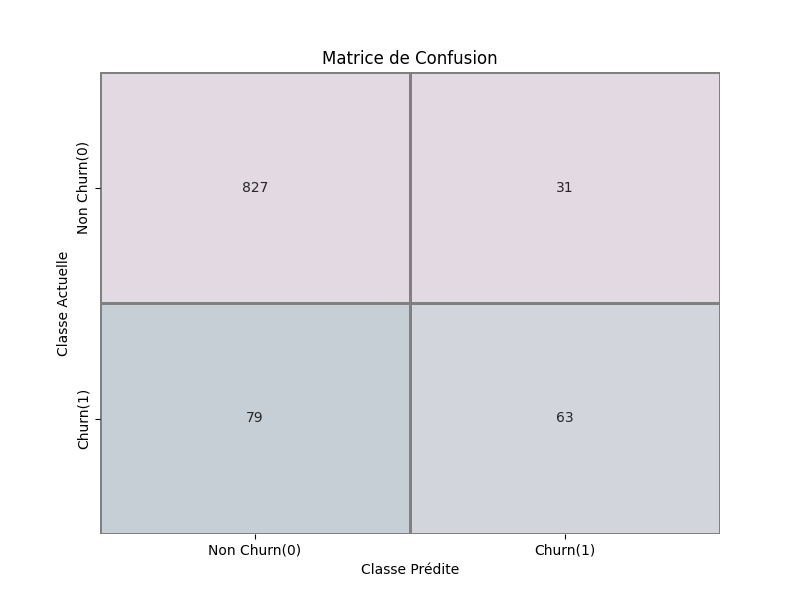 Matrice de Confusion
Non Churn(0)
827
31
Classe Actuelle
Churn(1)
79
63
Non Churn(0)
Churn(1)
Classe Prédite